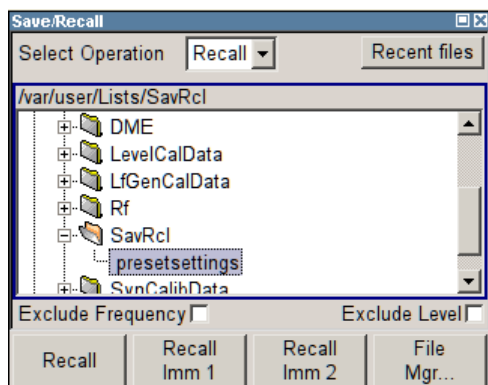 Save/Recall
Select Operation Recall Recent files
/var/user/Lists/SavRcl
DME
LevelCalData
LfGenCalData
Rf
SavRcl
presetsettings
SynCalibData
Exclude Frequency Exclude Level
Recall Recall Imm 1 Recall Imm 2 File Mgr...